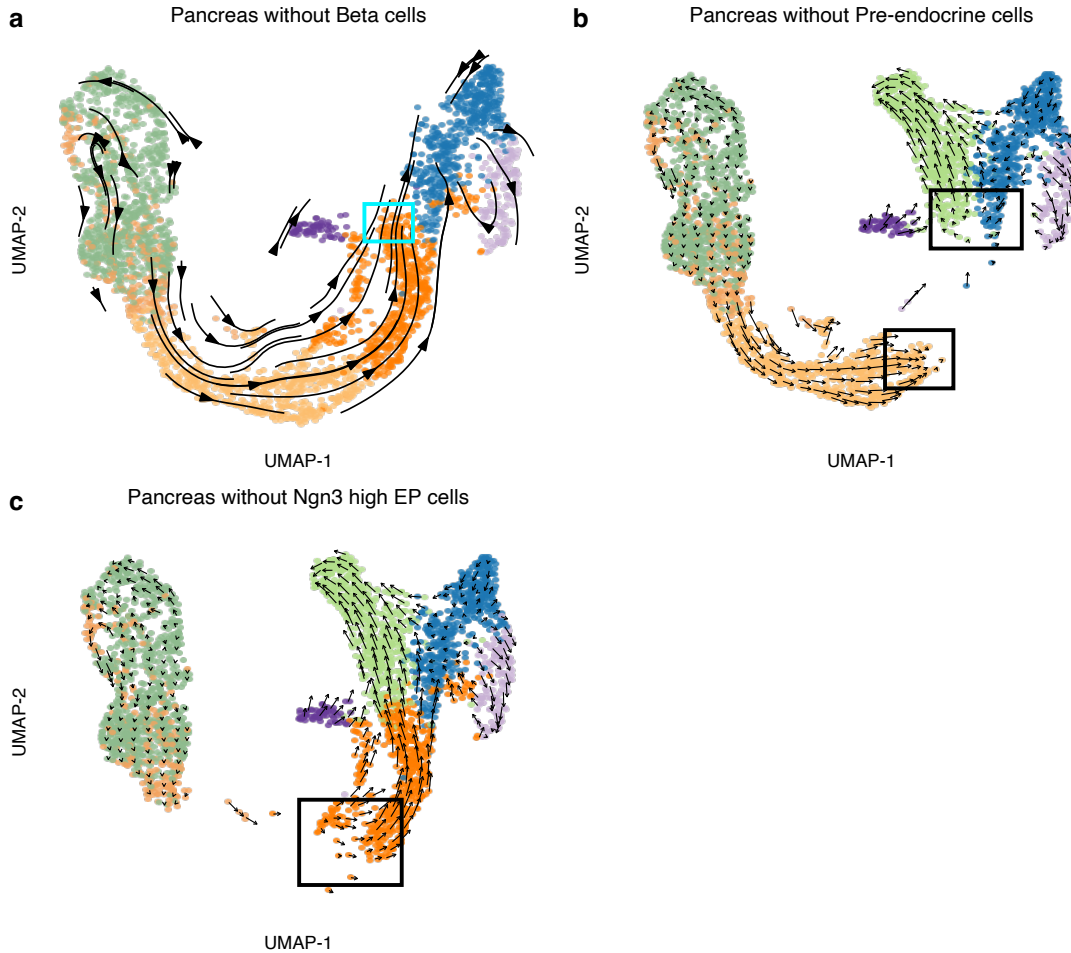 a
Pancreas without Beta cells
UMAP-2
UMAP-1
b
Pancreas without Pre-endocrine cells
UMAP-2
UMAP-1
c
Pancreas without Ngn3 high EP cells
UMAP-2
UMAP-1